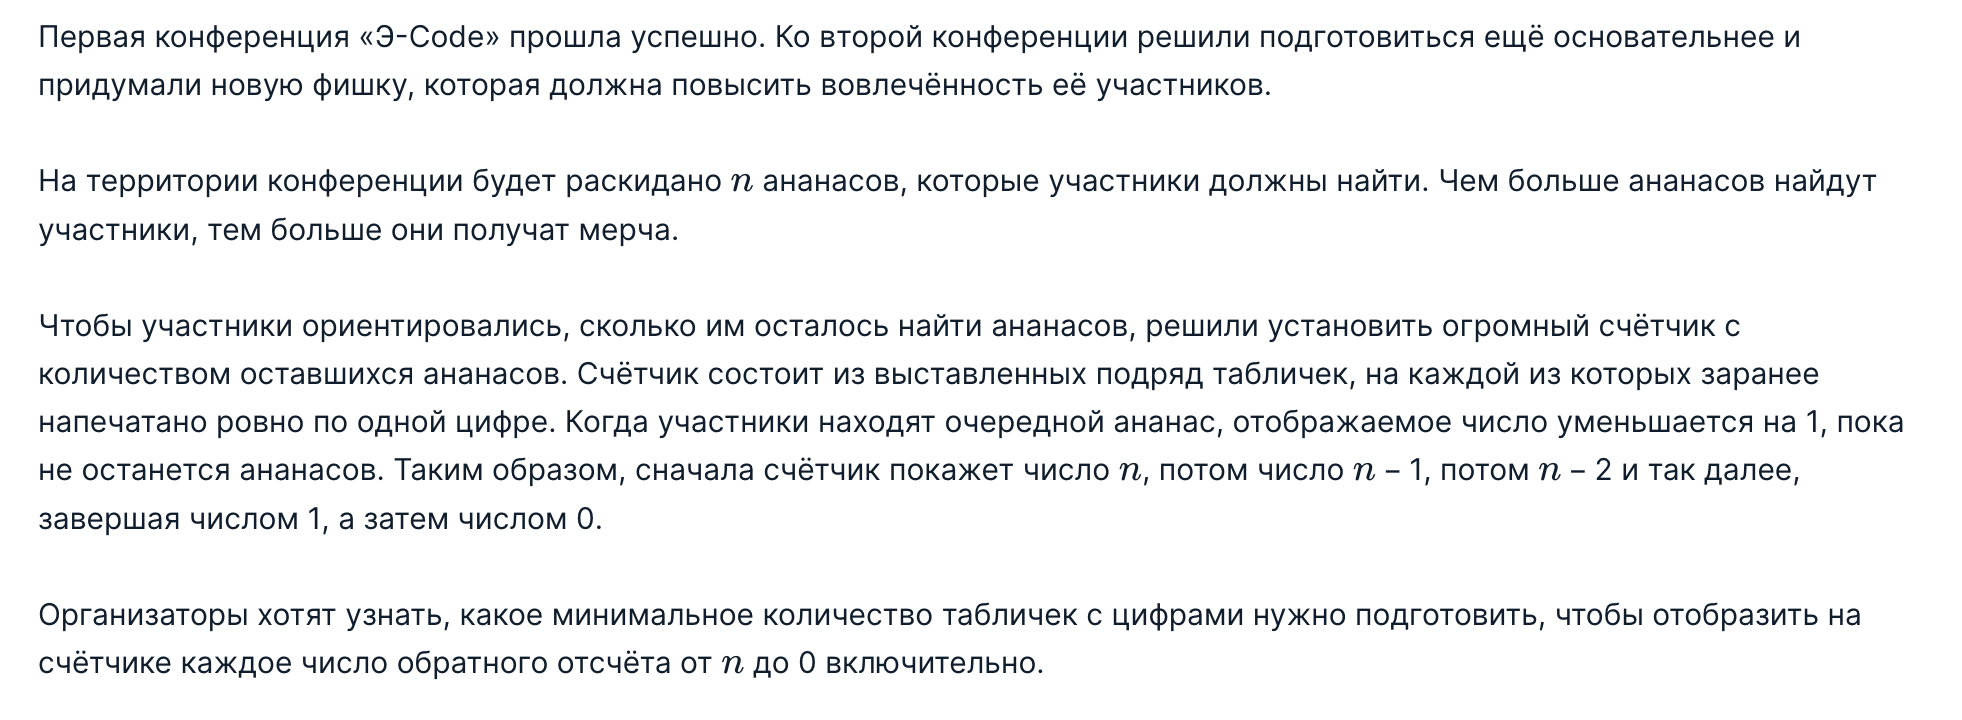 Первая конференция «Э-Code» прошла успешно. Ко второй конференции решили подготовиться ещё основательнее и
придумали новую фишку, которая должна повысить вовлечённость её участников.
На территории конференции будет раскидано n ананасов, которые участники должны найти. Чем больше ананасов найдут
участники, тем больше они получат мерча.
Чтобы участники ориентировались, сколько им осталось найти ананасов, решили установить огромный счётчик с
количеством оставшихся ананасов. Счётчик состоит из выставленных подряд табличек, на каждой из которых заранее
напечатано ровно по одной цифре. Когда участники находят очередной ананас, отображаемое число уменьшается на 1, пока
не останется ананасов. Таким образом, сначала счётчик покажет число n, потом число n – 1, потом n – 2 и так далее,
завершая числом 1, а затем числом 0.
Организаторы хотят узнать, какое минимальное количество табличек с цифрами нужно подготовить, чтобы отобразить на
счётчике каждое число обратного отсчёта от n до 0 включительно.